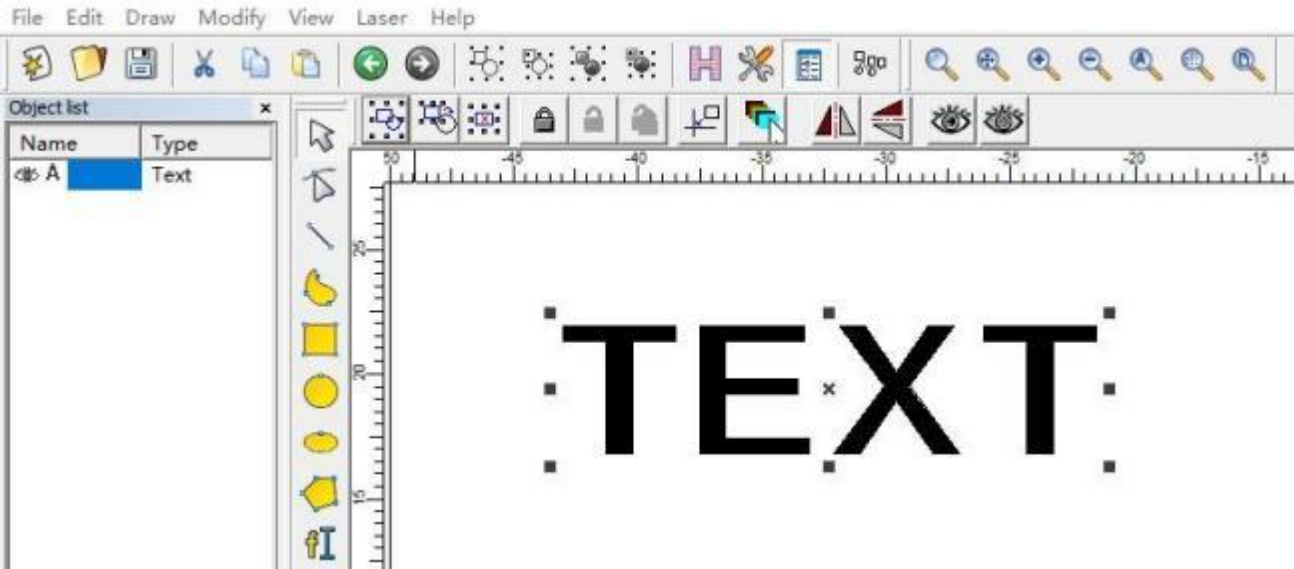 File Edit Draw Modify View Laser Help
Object list
Name Type
A Text
50 -45 -40 -35 -30 -25 -20 -15
25
20
15
TEXT